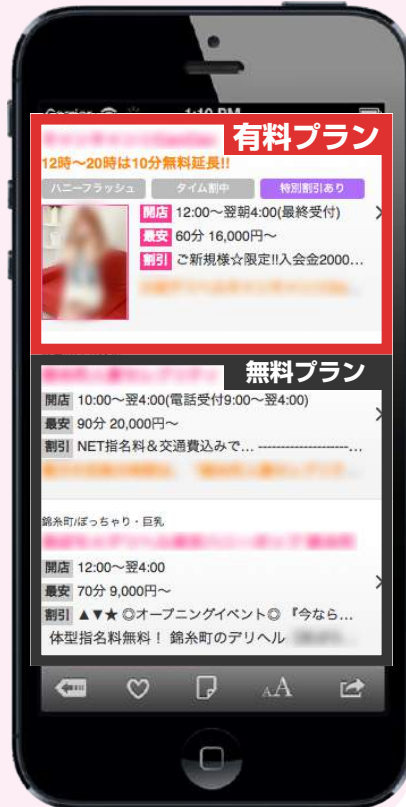 1:10 PM
有料プラン
12時～20時は10分無料延長!!
ハニーフラッシュ タイム割中 特別割引あり
開店 12:00～翌朝4:00(最終受付)
最安 60分 16,000円～
割引 ご新規様☆限定!!入会金2000...
無料プラン
開店 10:00～翌4:00(電話受付9:00～翌4:00)
最安 90分 20,000円～
割引 NET指名料&交通費込みで... --------------------...
錦糸町/ぽっちゃり・巨乳
開店 12:00～翌4:00
最安 70分 9,000円～
割引 ▲▼★ ◎オープニングイベント◎ 『今なら...
体型指名料無料！ 錦糸町のデリヘル
AA